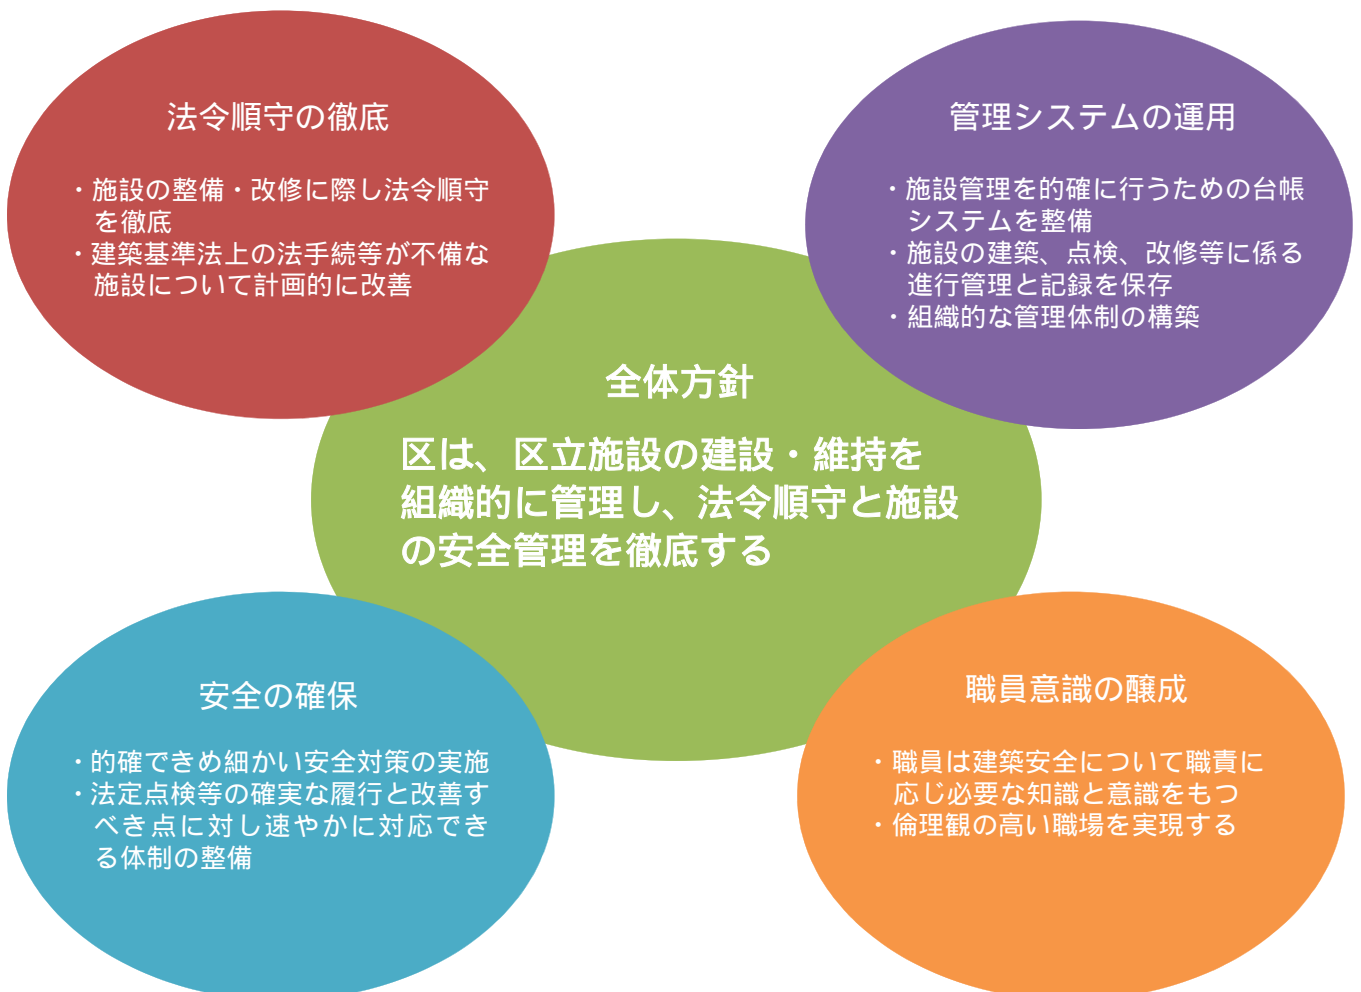 法令順守の徹底
・施設の整備・改修に際し法令順守
を徹底
・建築基準法上の法手続等が不備な
施設について計画的に改善
管理システムの運用
・施設管理を的確に行うための台帳
システムを整備
・施設の建築、点検、改修等に係る
進行管理と記録を保存
・組織的な管理体制の構築
全体方針
区は、区立施設の建設・維持を
組織的に管理し、法令順守と施設
の安全管理を徹底する
安全の確保
・的確できめ細かい安全対策の実施
・法定点検等の確実な履行と改善す
べき点に対し速やかに対応でき
る体制の整備
職員意識の醸成
・職員は建築安全について職責に
応じ必要な知識と意識をもつ
・倫理観の高い職場を実現する